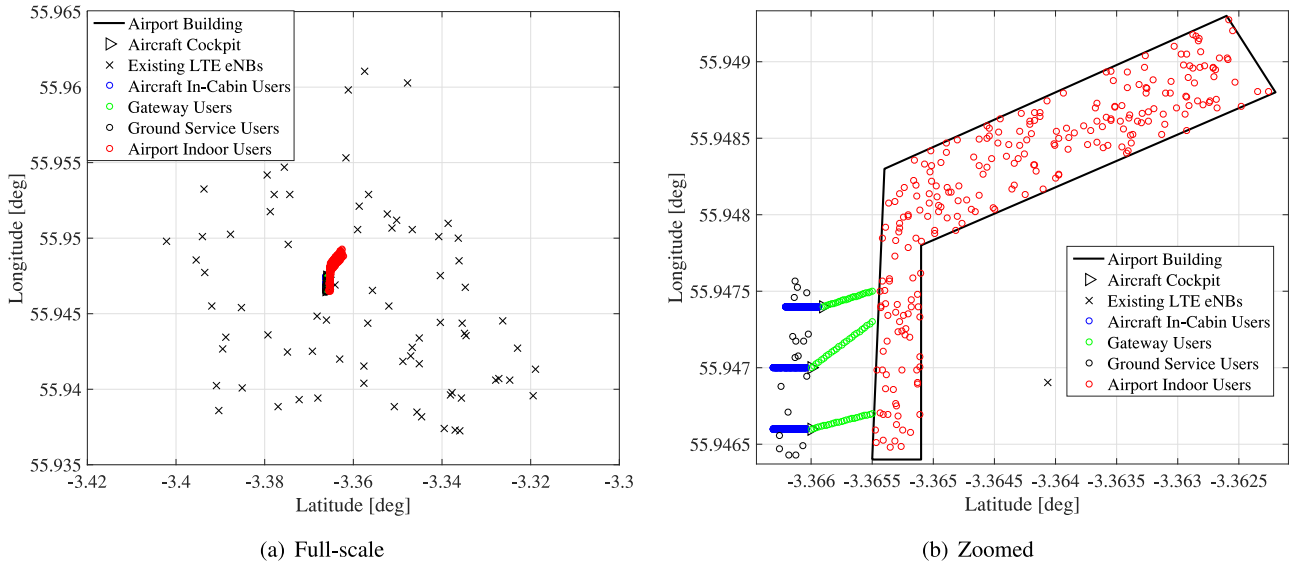 55.965
55.96
55.955
55.95
55.945
55.94
55.935
Longitude [deg]
Airport Building
Aircraft Cockpit
Existing LTE eNBs
Aircraft In-Cabin Users
Gateway Users
Ground Service Users
Airport Indoor Users
-3.42 -3.4 -3.38 -3.36 -3.34 -3.32 -3.3
Latitude [deg]
(a) Full-scale
55.949
55.9485
55.948
55.9475
55.947
55.9465
Longitude [deg]
Airport Building
Aircraft Cockpit
Existing LTE eNBs
Aircraft In-Cabin Users
Gateway Users
Ground Service Users
Airport Indoor Users
-3.366 -3.3655 -3.365 -3.3645 -3.364 -3.3635 -3.363 -3.3625
Latitude [deg]
(b) Zoomed